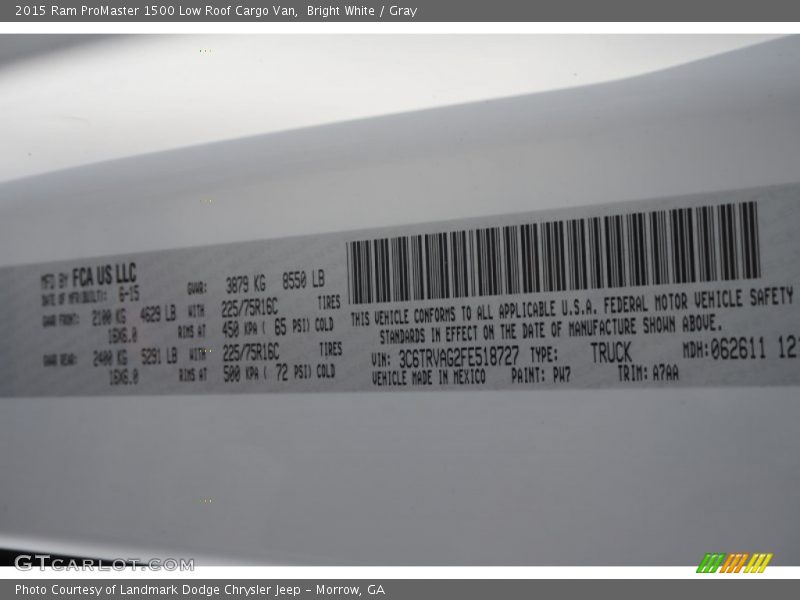 2015 Ram ProMaster 1500 Low Roof Cargo Van,  Bright White / Gray
MFD BY FCA US LLC
DATE OF MFR/BUILT: 6-15 GVWR: 3879 KG 8550 LB
GAWR FRONT: 2100 KG 4629 LB WITH 225/75R16C TIRES
16X6.0 RIMS AT 450 KPA ( 65 PSI) COLD
GAWR REAR: 2400 KG 5291 LB WITH 225/75R16C TIRES
16X6.0 RIMS AT 500 KPA ( 72 PSI) COLD
THIS VEHICLE CONFORMS TO ALL APPLICABLE U.S.A. FEDERAL MOTOR VEHICLE SAFETY
STANDARDS IN EFFECT ON THE DATE OF MANUFACTURE SHOWN ABOVE.
VIN: 3C6TRVAG2FE518727 TYPE: TRUCK MDH: 062611 121
VEHICLE MADE IN MEXICO PAINT: PW7 TRIM: A7AA
GTCARLOT.COM
Photo Courtesy of Landmark Dodge Chrysler Jeep – Morrow, GA